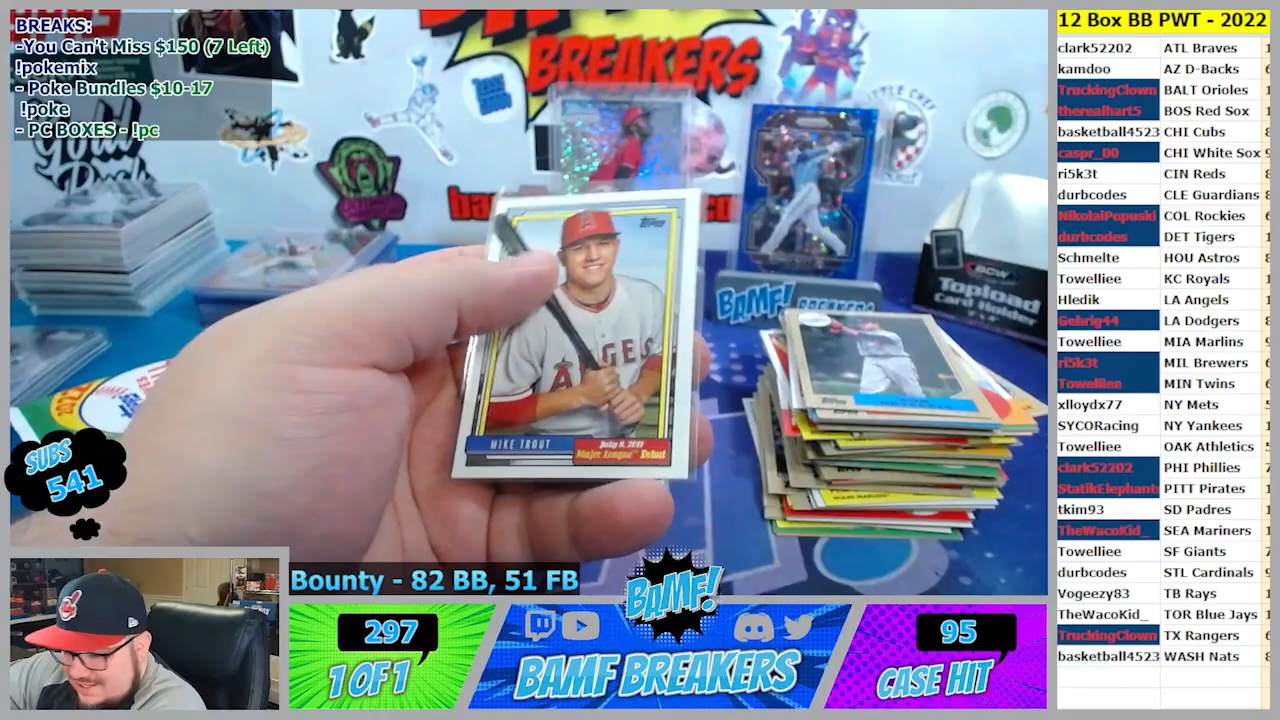 BREAKS:
-You Can't Miss $150 (7 Left)
!pokemix
- Poke Bundles $10-17
!poke
- PC BOXES - !pc
BREAKERS
BCW
Topload
Card Holder
BAMF!
Topps
ANGELS
MIKE TROUT
July 8, 2011
Major League Debut
SUBS
541
Bounty - 82 BB, 51 FB
BAMF!
297
1 OF 1
BAMF BREAKERS
95
CASE HIT
12 Box BB PWT - 2022
clark52202 ATL Braves
kamdoo AZ D-Backs
TruckingClown BALT Orioles
therealhart5 BOS Red Sox
basketball4523 CHI Cubs
caspr_00 CHI White Sox
ri5k3t CIN Reds
durbcodes CLE Guardians
NikolaiPopuski COL Rockies
durbcodes DET Tigers
Schmelte HOU Astros
Towelliee KC Royals
Hledik LA Angels
Gehrig44 LA Dodgers
Towelliee MIA Marlins
ri5k3t MIL Brewers
Towelliee MIN Twins
xlloydx77 NY Mets
SYCORacing NY Yankees
Towelliee OAK Athletics
clark52202 PHI Phillies
StatikElephant PITT Pirates
tkim93 SD Padres
TheWacoKid_ SEA Mariners
Towelliee SF Giants
durbcodes STL Cardinals
Vogeezy83 TB Rays
TheWacoKid_ TOR Blue Jays
TruckingClown TX Rangers
basketball4523 WASH Nats